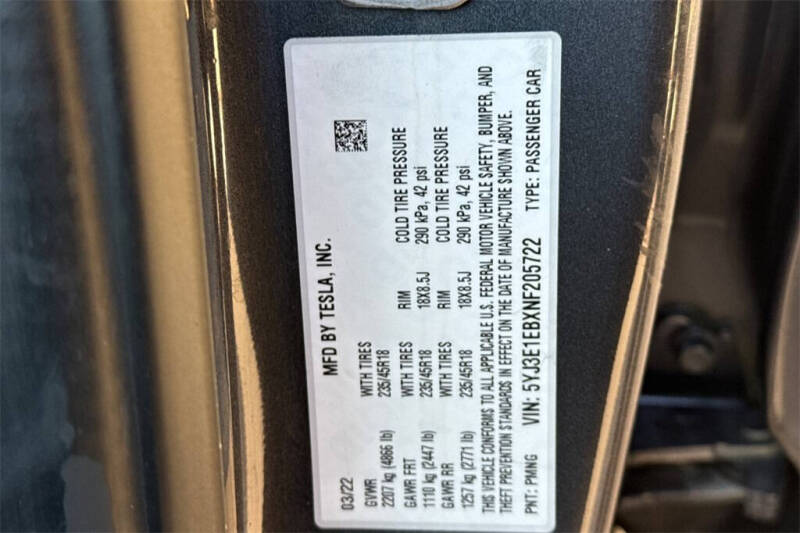 MFD BY TESLA, INC.
03/22
GVWR WITH TIRES RIM COLD TIRE PRESSURE
2207 kg (4866 lb) 235/45R18 18X8.5J 290 kPa, 42 psi
GAWR FRT WITH TIRES RIM COLD TIRE PRESSURE
1110 kg (2447 lb) 235/45R18
GAWR RR
1257 kg (2771 lb) 235/45R18 18X8.5J 290 kPa, 42 psi
THIS VEHICLE CONFORMS TO ALL APPLICABLE U.S. FEDERAL MOTOR VEHICLE SAFETY, BUMPER, AND
THEFT PREVENTION STANDARDS IN EFFECT ON THE DATE OF MANUFACTURE SHOWN ABOVE.
PNT: PMNG VIN: 5YJ3E1EBXNF205722 TYPE: PASSENGER CAR